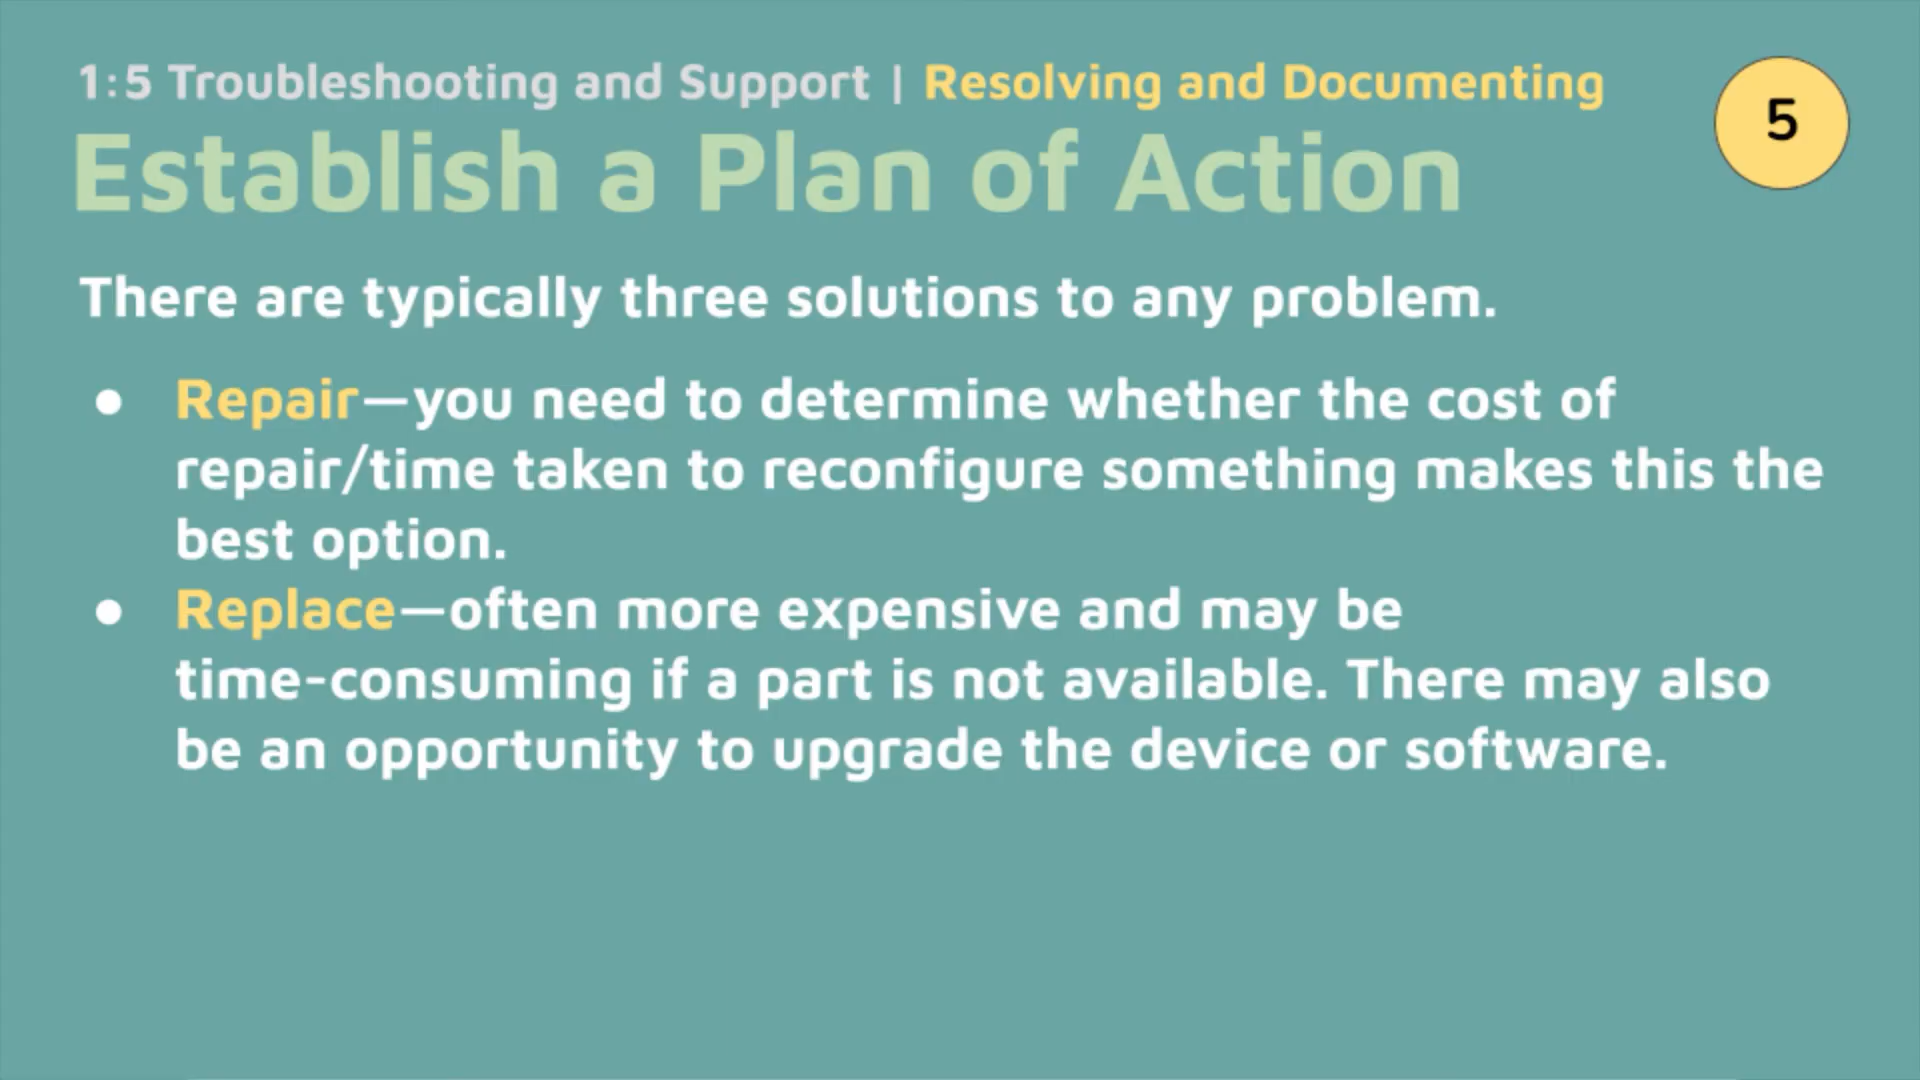 1:5 Troubleshooting and Support | Resolving and Documenting
5
Establish a Plan of Action
There are typically three solutions to any problem.
● Repair—you need to determine whether the cost of
repair/time taken to reconfigure something makes this the
best option.
● Replace—often more expensive and may be
time-consuming if a part is not available. There may also
be an opportunity to upgrade the device or software.